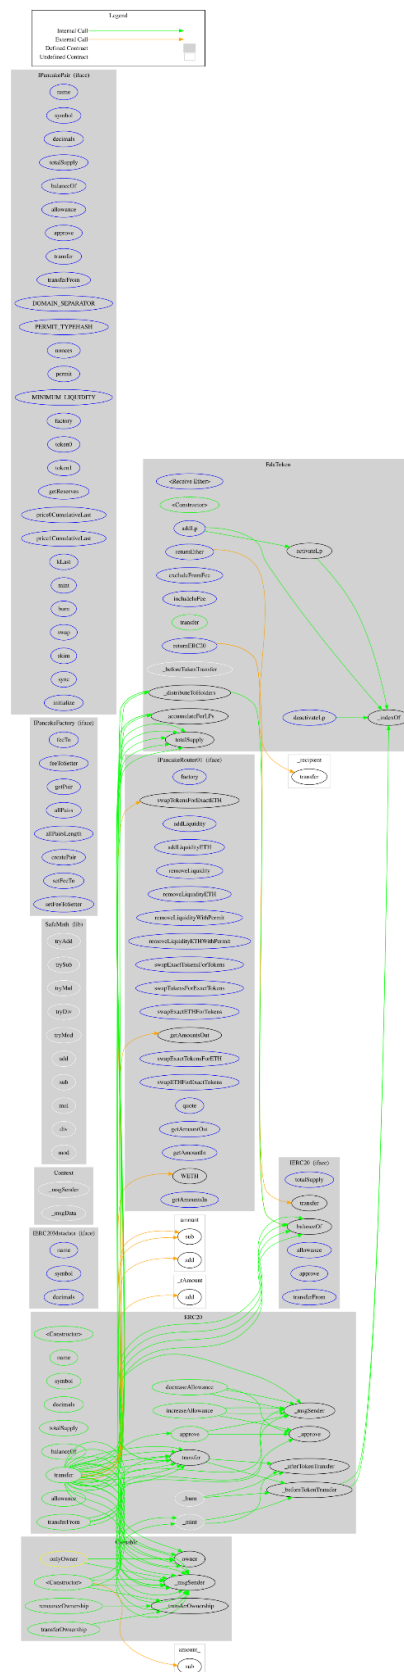 Legend
Internal Call
External Call
Defined Contract
Undefined Contract
IPancakePair (iface)
name
symbol
decimals
totalSupply
balanceOf
allowance
approve
transfer
transferFrom
DOMAIN_SEPARATOR
PERMIT_TYPEHASH
nonces
permit
MINIMUM_LIQUIDITY
factory
token0
token1
getReserves
price0CumulativeLast
price1CumulativeLast
kLast
mint
burn
swap
skim
sync
initialize
EduToken
<Receive Ether>
<Constructor>
addLp
activateLp
returnEther
excludeFromFee
includeInFee
transfer
returnERC20
_beforeTokenTransfer
_distributeToHolders
deactivateLp
_indexOf
accumulateForLPs
totalSupply
IPancakeFactory (iface)
feeTo
feeToSetter
getPair
allPairs
allPairsLength
createPair
setFeeTo
setFeeToSetter
_recipient
transfer
IPancakeRouter01 (iface)
factory
swapTokensForExactETH
addLiquidity
addLiquidityETH
removeLiquidity
removeLiquidityETH
removeLiquidityWithPermit
removeLiquidityETHWithPermit
swapExactTokensForTokens
swapTokensForExactTokens
swapExactETHForTokens
getAmountsOut
swapExactTokensForETH
swapETHForExactTokens
quote
getAmountOut
getAmountIn
WETH
getAmountsIn
SafeMath (lib)
tryAdd
trySub
tryMul
tryDiv
tryMod
add
sub
mul
div
mod
Context
_msgSender
_msgData
IERC20Metadata (iface)
name
symbol
decimals
IERC20 (iface)
totalSupply
transfer
balanceOf
allowance
approve
transferFrom
amount
sub
add
_rAmount
add
ERC20
<Constructor>
name
symbol
decimals
totalSupply
balanceOf
transfer
allowance
transferFrom
decreaseAllowance
increaseAllowance
approve
_transfer
_burn
_mint
_msgSender
_approve
_afterTokenTransfer
_beforeTokenTransfer
Ownable
onlyOwner
owner
<Constructor>
_msgSender
renounceOwnership
_transferOwnership
transferOwnership
amount_
sub